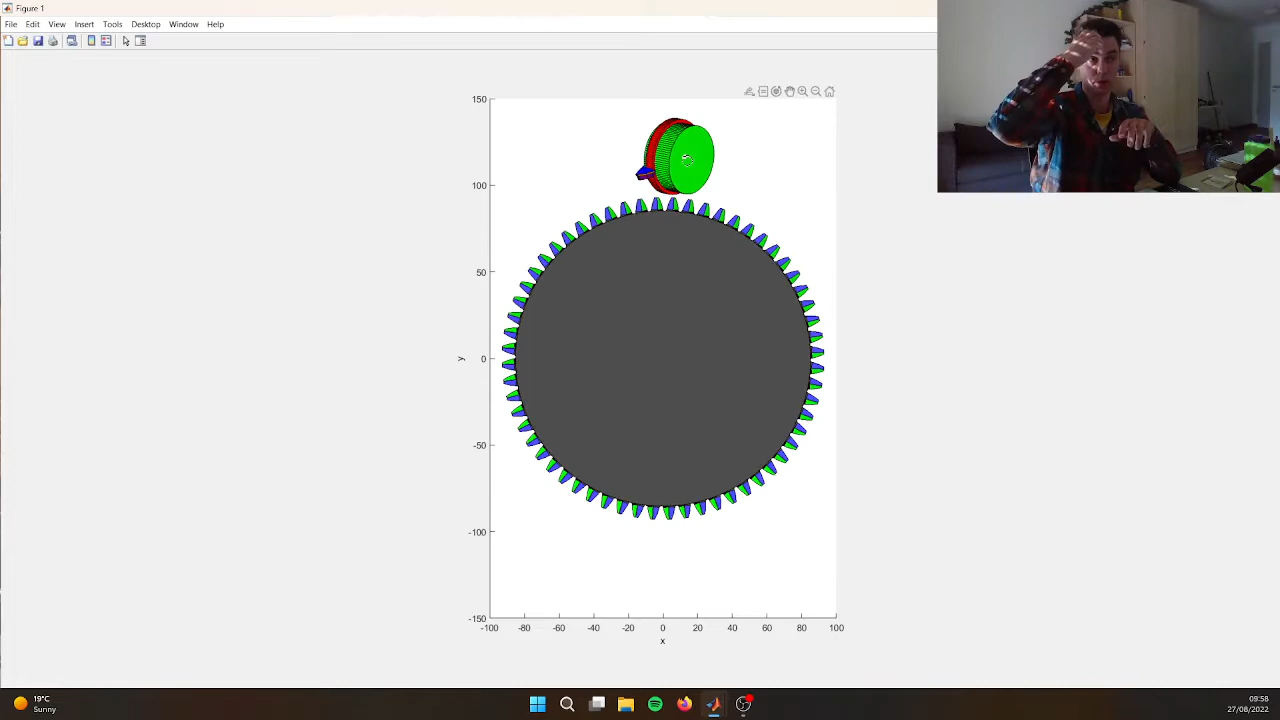 Figure 1
File Edit View Insert Tools Desktop Window Help
150
100
50
0
-50
-100
-150
y
-100 -80 -60 -40 -20 0 20 40 60 80 100
x
19°C
Sunny
09:58
27/08/2022